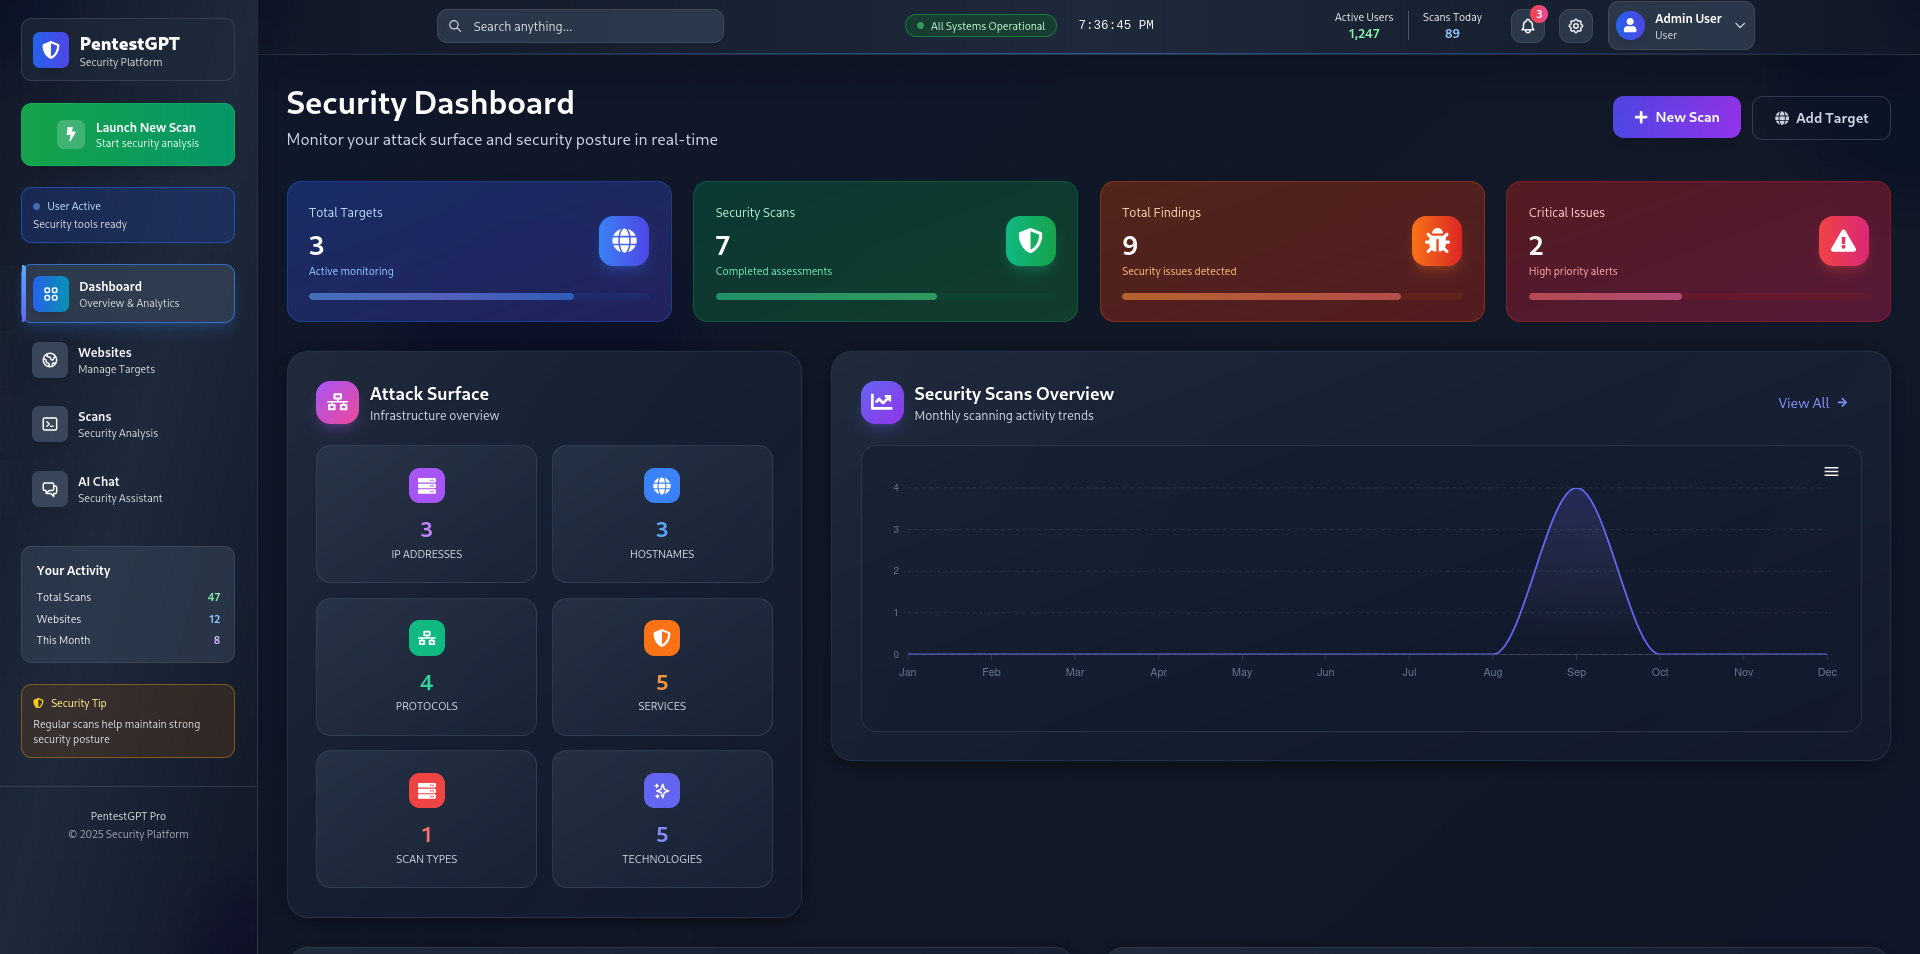 PentestGPT
Security Platform
Launch New Scan
Start security analysis
User Active
Security tools ready
Dashboard
Overview & Analytics
Websites
Manage Targets
Scans
Security Analysis
AI Chat
Security Assistant
Your Activity
Total Scans 47
Websites 12
This Month 8
Security Tip
Regular scans help maintain strong
security posture
PentestGPT Pro
© 2025 Security Platform
Search anything...
All Systems Operational
7:36:45 PM
Active Users
1,247
Scans Today
89
3
Admin User
User
Security Dashboard
Monitor your attack surface and security posture in real-time
New Scan
Add Target
Total Targets
3
Active monitoring
Security Scans
7
Completed assessments
Total Findings
9
Security issues detected
Critical Issues
2
High priority alerts
Attack Surface
Infrastructure overview
3
IP ADDRESSES
3
HOSTNAMES
4
PROTOCOLS
5
SERVICES
1
SCAN TYPES
5
TECHNOLOGIES
Security Scans Overview
Monthly scanning activity trends
View All
4
3
2
1
0
Jan Feb Mar Apr May Jun Jul Aug Sep Oct Nov Dec